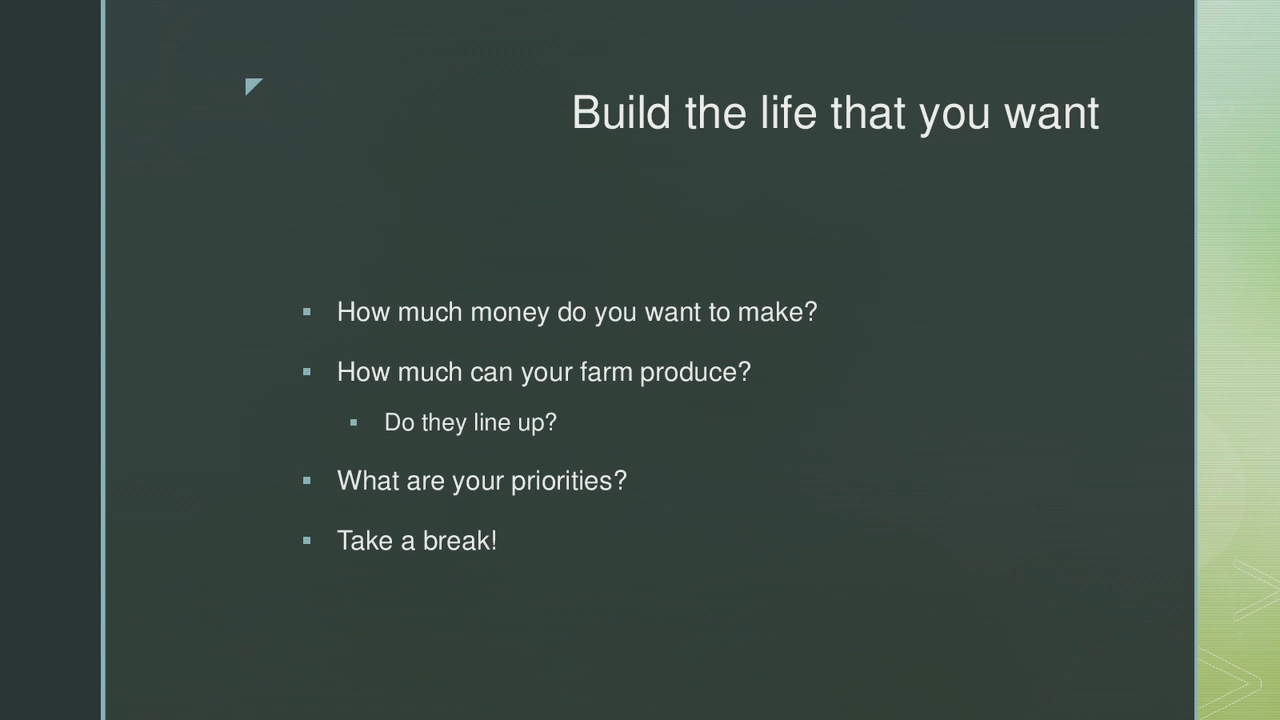 Build the life that you want
How much money do you want to make?
How much can your farm produce?
Do they line up?
What are your priorities?
Take a break!